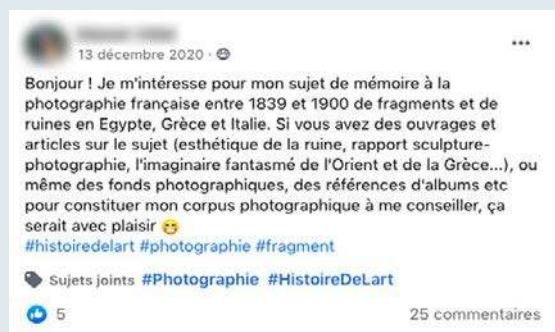 13 décembre 2020 ·
Bonjour ! Je m'intéresse pour mon sujet de mémoire à la
photographie française entre 1839 et 1900 de fragments et de
ruines en Egypte, Grèce et Italie. Si vous avez des ouvrages et
articles sur le sujet (esthétique de la ruine, rapport sculpture-
photographie, l'imaginaire fantasmé de l'Orient et de la Grèce...), ou
même des fonds photographiques, des références d'albums etc
pour constituer mon corpus photographique à me conseiller, ça
serait avec plaisir 😁
#histoiredelart #photographie #fragment
Sujets joints #Photographie #HistoireDeLart
5 25 commentaires